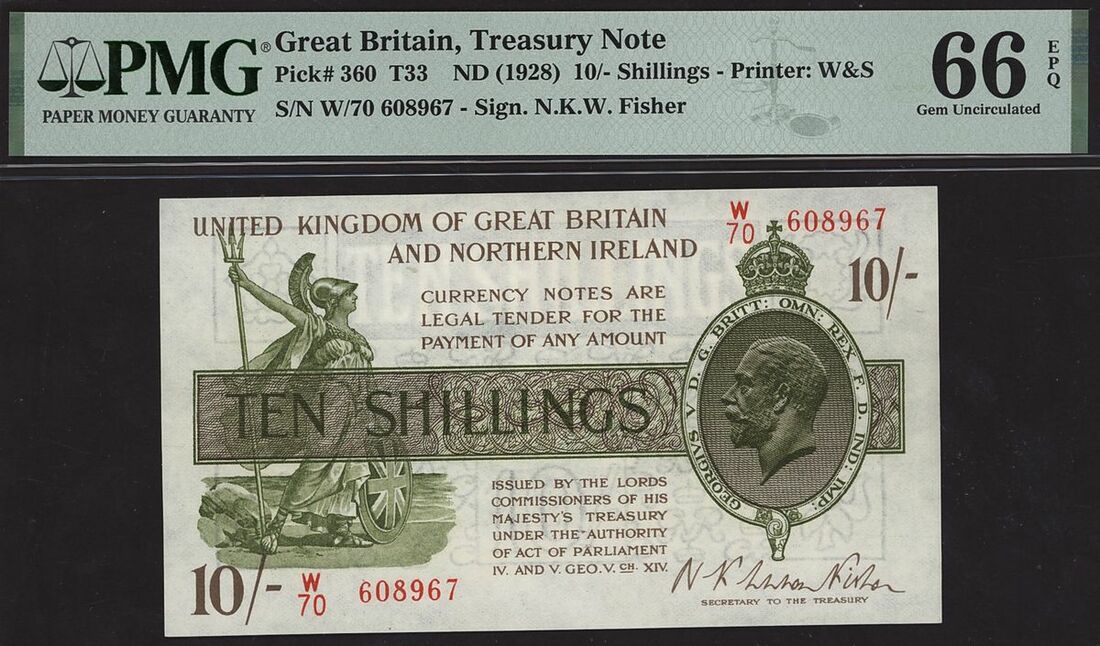 PMG®
PAPER MONEY GUARANTY
Great Britain, Treasury Note
Pick# 360 T33 ND (1928) 10/- Shillings - Printer: W&S
S/N W/70 608967 - Sign. N.K.W. Fisher
66
EPQ
Gem Uncirculated
UNITED KINGDOM OF GREAT BRITAIN
AND NORTHERN IRELAND
W/70 608967
10/-
CURRENCY NOTES ARE
LEGAL TENDER FOR THE
PAYMENT OF ANY AMOUNT
GEORGIVS V D. G. BRITT: OMN: REX F. D. IND: IMP:
TEN SHILLINGS
ISSUED BY THE LORDS
COMMISSIONERS OF HIS
MAJESTY'S TREASURY
UNDER THE AUTHORITY
OF ACT OF PARLIAMENT
IV. AND V. GEO. V. CH. XIV.
10/- W/70 608967
SECRETARY TO THE TREASURY